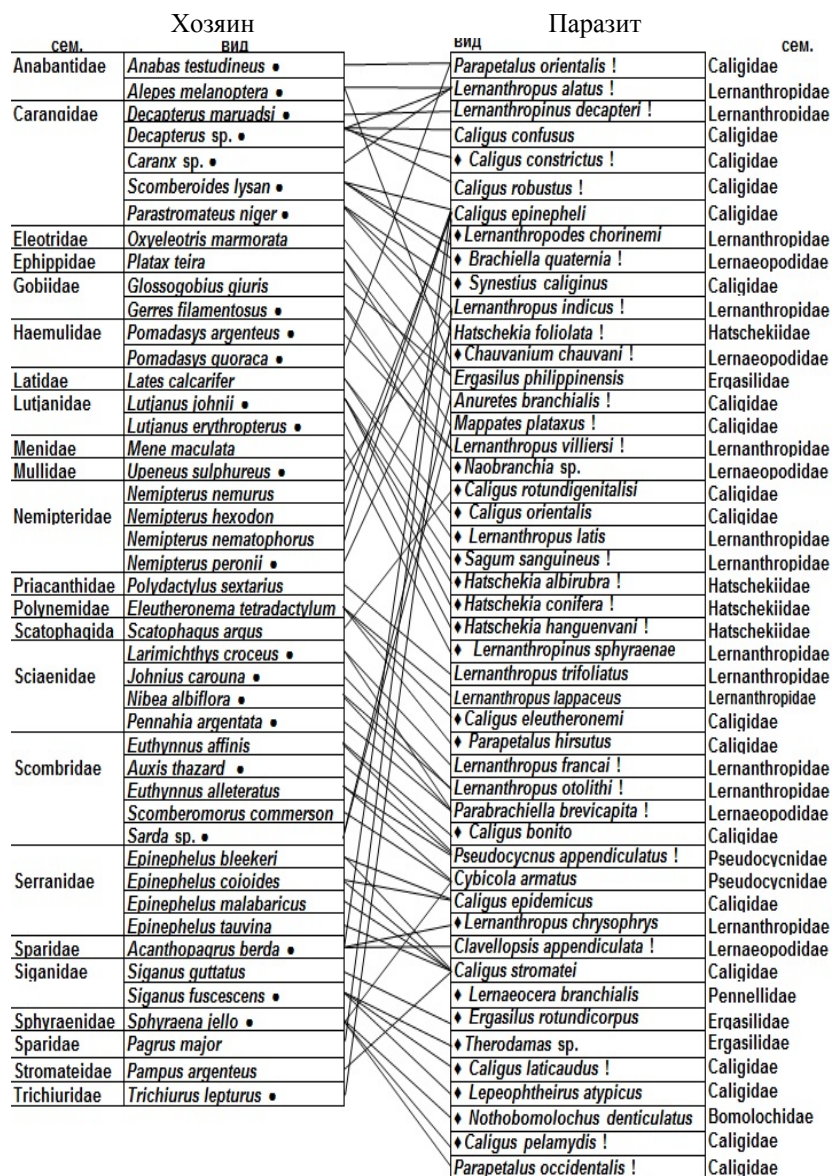 Хозяин Паразит
сем. вид вид сем.
Anabantidae Anabas testudineus • Parapetalus orientalis ! Caligidae
Alepes melanoptera • Lernanthropus alatus ! Lernanthropidae
Carangidae Decapterus maruadsi • Lernanthropinus decapteri ! Lernanthropidae
Decapterus sp. • Caligus confusus Caligidae
Caranx sp. • ♦ Caligus constrictus ! Caligidae
Scomberoides lysan • Caligus robustus ! Caligidae
Parastromateus niger • Caligus epinepheli Caligidae
Eleotridae Oxyeleotris marmorata ♦ Lernanthropodes chorinemi Lernanthropidae
Ephippidae Platax teira ♦ Brachiella quaternia ! Lernaeopodidae
Gobiidae Glossogobius giuris ♦ Synestius caliginus Caligidae
Gerres filamentosus • Lernanthropus indicus ! Lernanthropidae
Haemulidae Pomadasys argenteus • Hatschekia foliolata ! Hatschekiidae
Pomadasys quoraca • ♦ Chauvanium chauvani ! Lernaeopodidae
Latidae Lates calcarifer Ergasilus philippinensis Ergasilidae
Lutjanidae Lutjanus johnii • Anuretes branchialis ! Caligidae
Lutjanus erythropterus • Mappates plataxus ! Caligidae
Menidae Mene maculata Lernanthropus villiersi ! Lernanthropidae
Mullidae Upeneus sulphureus • ♦ Naobranchia sp. Lernaeopodidae
Nemipterus nemurus ♦ Caligus rotundigenitalisi Caligidae
Nemipteridae Nemipterus hexodon ♦ Caligus orientalis Caligidae
Nemipterus nematophorus ♦ Lernanthropus latis Lernanthropidae
Nemipterus peronii • ♦ Sagum sanguineus ! Lernanthropidae
Priacanthidae Polydactylus sextarius ♦ Hatschekia albirubra ! Hatschekiidae
Polynemidae Eleutheronema tetradactylum ♦ Hatschekia conifera ! Hatschekiidae
Scatophagida Scatophagus argus ♦ Hatschekia hanguenvani ! Hatschekiidae
Larimichthys croceus • ♦ Lernanthropinus sphyraenae Lernanthropidae
Sciaenidae Johnius carouna • Lernanthropus trifoliatus Lernanthropidae
Nibea albiflora • Lernanthropus lappaceus Lernanthropidae
Pennahia argentata • ♦ Caligus eleutheronemi Caligidae
Euthynnus affinis ♦ Parapetalus hirsutus Caligidae
Scombridae Auxis thazard • Lernanthropus francai ! Lernanthropidae
Euthynnus alleteratus Lernanthropus otolithi ! Lernanthropidae
Scomberomorus commerson Parabrachiella brevicapita ! Lernaeopodidae
Sarda sp. • ♦ Caligus bonito Caligidae
Epinephelus bleekeri Pseudocycnus appendiculatus ! Pseudocycnidae
Serranidae Epinephelus coioides Cybicola armatus Pseudocycnidae
Epinephelus malabaricus Caligus epidemicus Caligidae
Epinephelus tauvina ♦ Lernanthropus chrysophrys Lernanthropidae
Sparidae Acanthopagrus berda • Clavellopsis appendiculata ! Lernaeopodidae
Siganidae Siganus guttatus Caligus stromatei Caligidae
Siganus fuscescens • ♦ Lernaeocera branchialis Pennellidae
Sphyraenidae Sphyraena jello • ♦ Ergasilus rotundicorpus Ergasilidae
Sparidae Pagrus major ♦ Therodamas sp. Ergasilidae
Stromateidae Pampus argenteus ♦ Caligus laticaudus ! Caligidae
Trichiuridae Trichiurus lepturus • ♦ Lepeophtheirus atypicus Caligidae
♦ Nothobomolochus denticulatus Bomolochidae
♦ Caligus pelamydis ! Caligidae
Parapetalus occidentalis ! Caligidae